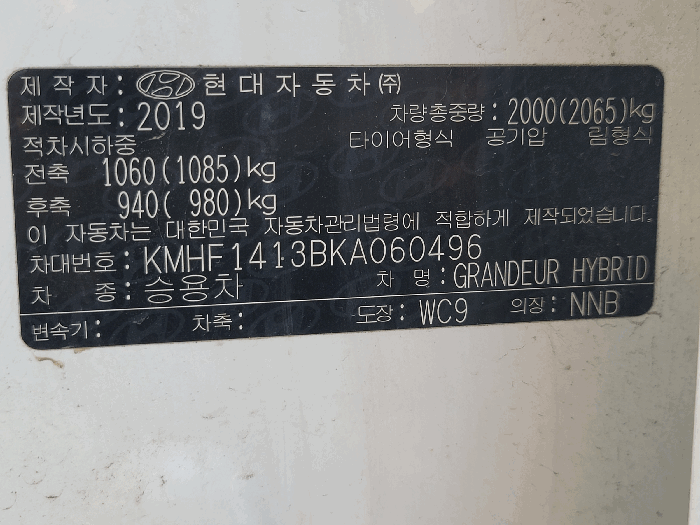 제 작 자 : 현대자동차㈜
제작년도 : 2019 차량총중량 : 2000(2065)kg
적차시하중 타이어형식 공기압 림형식
전축 1060(1085)kg
후축 940( 980)kg
이 자동차는 대한민국 자동차관리법령에 적합하게 제작되었습니다.
차대번호 : KMHF1413BKA060496
차 종 : 승용차 차 명 : GRANDEUR HYBRID
변속기 : 차축 : 도장 : WC9 의장 : NNB